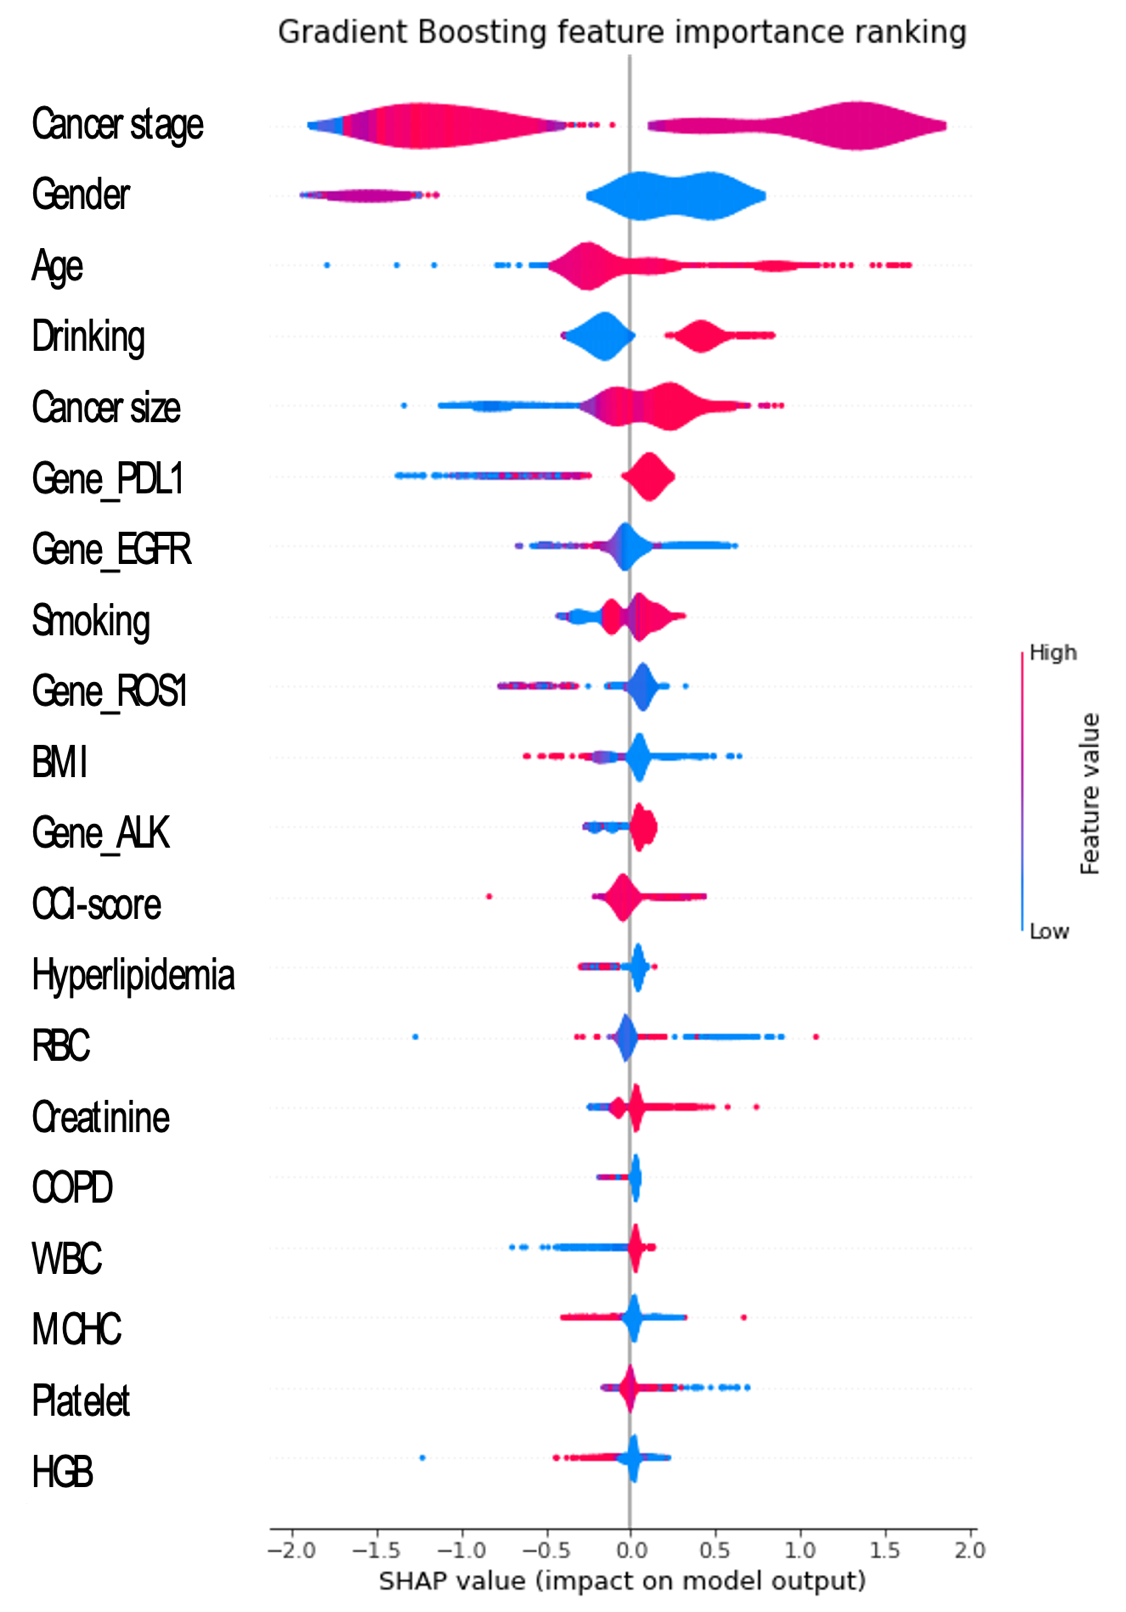 Gradient Boosting feature importance ranking
Cancer stage
Gender
Age
Drinking
Cancer size
Gene_PDL1
Gene_EGFR
Smoking
Gene_ROS1
BMI
Gene_ALK
CCI-score
Hyperlipidemia
RBC
Creatinine
COPD
WBC
MCHC
Platelet
HGB
High
Feature value
Low
−2.0 −1.5 −1.0 −0.5 0.0 0.5 1.0 1.5 2.0
SHAP value (impact on model output)